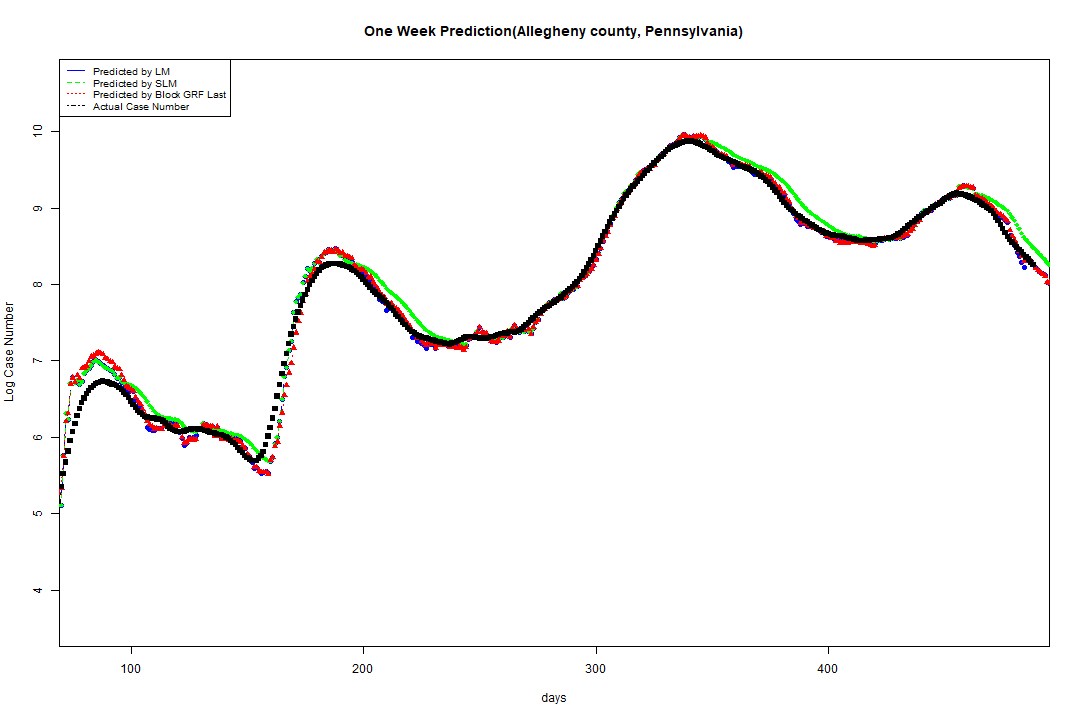 One Week Prediction(Allegheny county, Pennsylvania)
Predicted by LM
Predicted by SLM
Predicted by Block GRF Last
Actual Case Number
Log Case Number
10
9
8
7
6
5
4
100 200 300 400
days